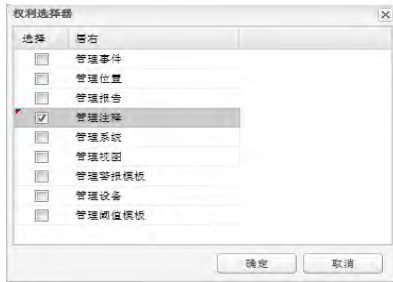 权利选择器
选择 居右
管理事件
管理位置
管理报告
管理注释
管理系统
管理视图
管理警报模板
管理设备
管理阈值模板
确定 取消